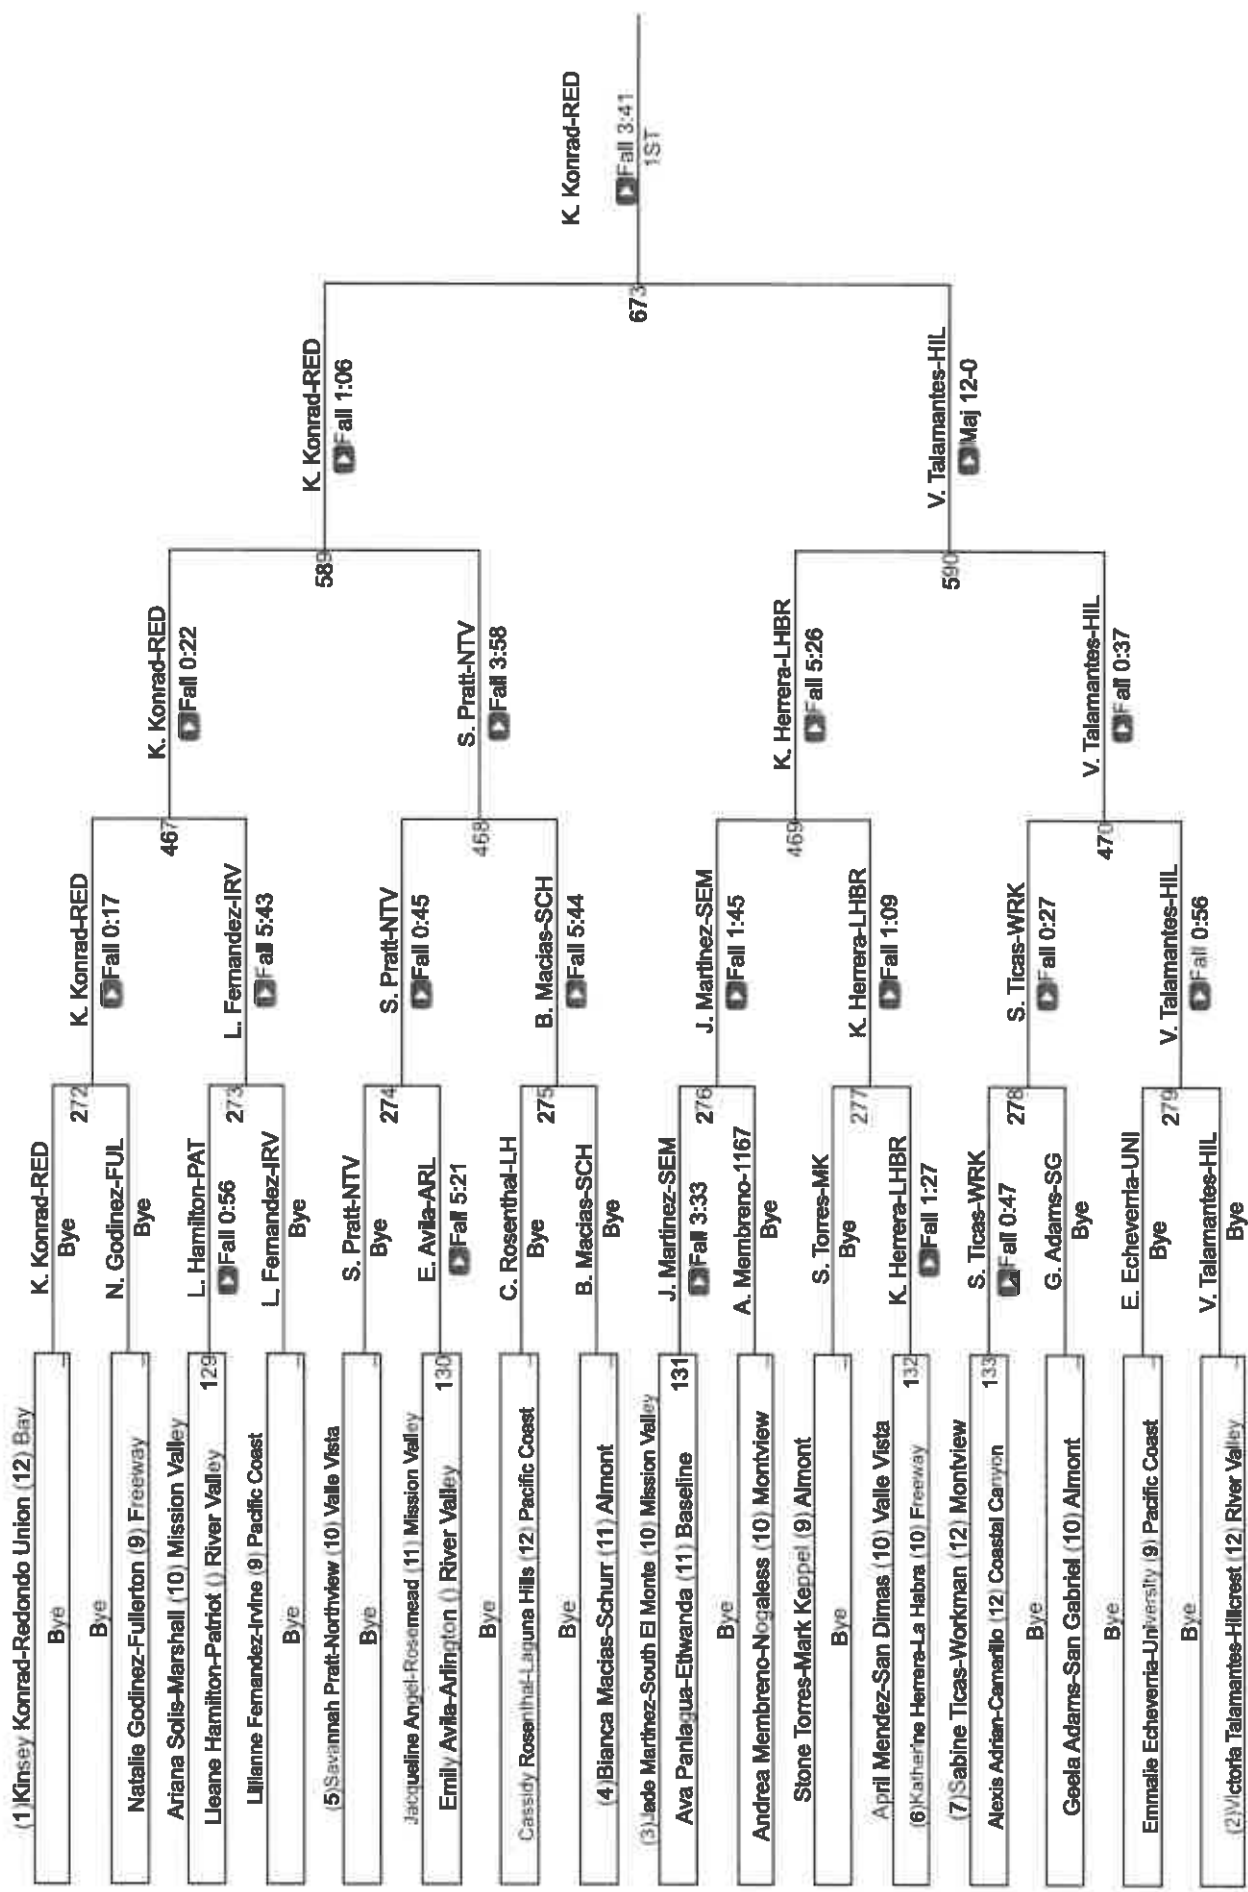 (1)Kinsey Konrad-Redondo Union (12) Bay
Bye
Bye
Natalie Godinez-Fullerton (9) Freeway
Ariana Solis-Marshall (10) Mission Valley
129
Lleane Hamilton-Patriot () River Valley
Lilianne Fernandez-Irvine (9) Pacific Coast
Bye
(5)Savannah Pratt-Northview (10) Valle Vista
Bye
Jacqueline Angel-Rosemead (11) Mission Valley
130
Emily Avila-Arlington () River Valley
Bye
Cassidy Rosenthal-Laguna Hills (12) Pacific Coast
Bye
(4)Bianca Macias-Schurr (11) Almont
(3)Jade Martinez-South El Monte (10) Mission Valley
131
Ava Paniagua-Etiwanda (11) Baseline
Bye
Andrea Membreno-Nogaless (10) Montview
Stone Torres-Mark Keppel (9) Almont
Bye
April Mendez-San Dimas (10) Valle Vista
132
(6)Katherine Herrera-La Habra (10) Freeway
(7)Sabine Ticas-Workman (12) Montview
133
Alexis Adrian-Camarillo (12) Coastal Canyon
Bye
Geela Adams-San Gabriel (10) Almont
Bye
Emmalie Echeverria-University (9) Pacific Coast
Bye
(2)Victoria Talamantes-Hillcrest (12) River Valley
K. Konrad-RED
Bye
272
N. Godinez-FUL
Bye
L. Hamilton-PAT
Fall 0:56
273
L. Fernandez-IRV
Bye
S. Pratt-NTV
Bye
274
E. Avila-ARL
Fall 5:21
C. Rosenthal-LH
Bye
275
B. Macias-SCH
Bye
J. Martinez-SEM
Fall 3:33
276
A. Membreno-1167
Bye
S. Torres-MK
Bye
277
K. Herrera-LHBR
Fall 1:27
S. Ticas-WRK
Fall 0:47
278
G. Adams-SG
Bye
E. Echeverria-UNI
Bye
279
V. Talamantes-HIL
Bye
K. Konrad-RED
Fall 0:17
467
L. Fernandez-IRV
Fall 5:43
S. Pratt-NTV
Fall 0:45
468
B. Macias-SCH
Fall 5:44
J. Martinez-SEM
Fall 1:45
469
K. Herrera-LHBR
Fall 1:09
S. Ticas-WRK
Fall 0:27
470
V. Talamantes-HIL
Fall 0:56
K. Konrad-RED
Fall 0:22
589
S. Pratt-NTV
Fall 3:58
K. Herrera-LHBR
Fall 5:26
590
V. Talamantes-HIL
Fall 0:37
K. Konrad-RED
Fall 1:06
673
V. Talamantes-HIL
Maj 12-0
K. Konrad-RED
Fall 3:41
1ST